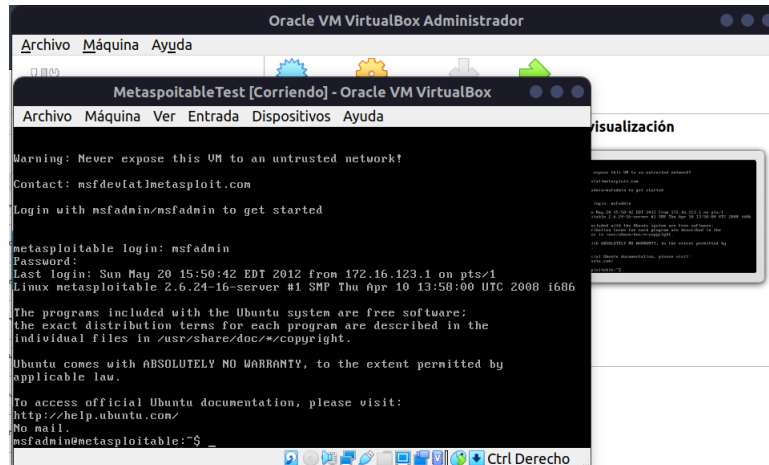 Oracle VM VirtualBox Administrador
Archivo Máquina Ayuda
MetaspoitableTest [Corriendo] - Oracle VM VirtualBox
Archivo Máquina Ver Entrada Dispositivos Ayuda
visualización
Warning: Never expose this VM to an untrusted network!
Contact: msfdev[at]metasploit.com
Login with msfadmin/msfadmin to get started
metasploitable login: msfadmin
Password:
Last login: Sun May 20 15:50:42 EDT 2012 from 172.16.123.1 on pts/1
Linux metasploitable 2.6.24-16-server #1 SMP Thu Apr 10 13:58:00 UTC 2008 i686
The programs included with the Ubuntu system are free software;
the exact distribution terms for each program are described in the
individual files in /usr/share/doc/*/copyright.
Ubuntu comes with ABSOLUTELY NO WARRANTY, to the extent permitted by
applicable law.
To access official Ubuntu documentation, please visit:
http://help.ubuntu.com/
No mail.
msfadmin@metasploitable:~$ _
Ctrl Derecho